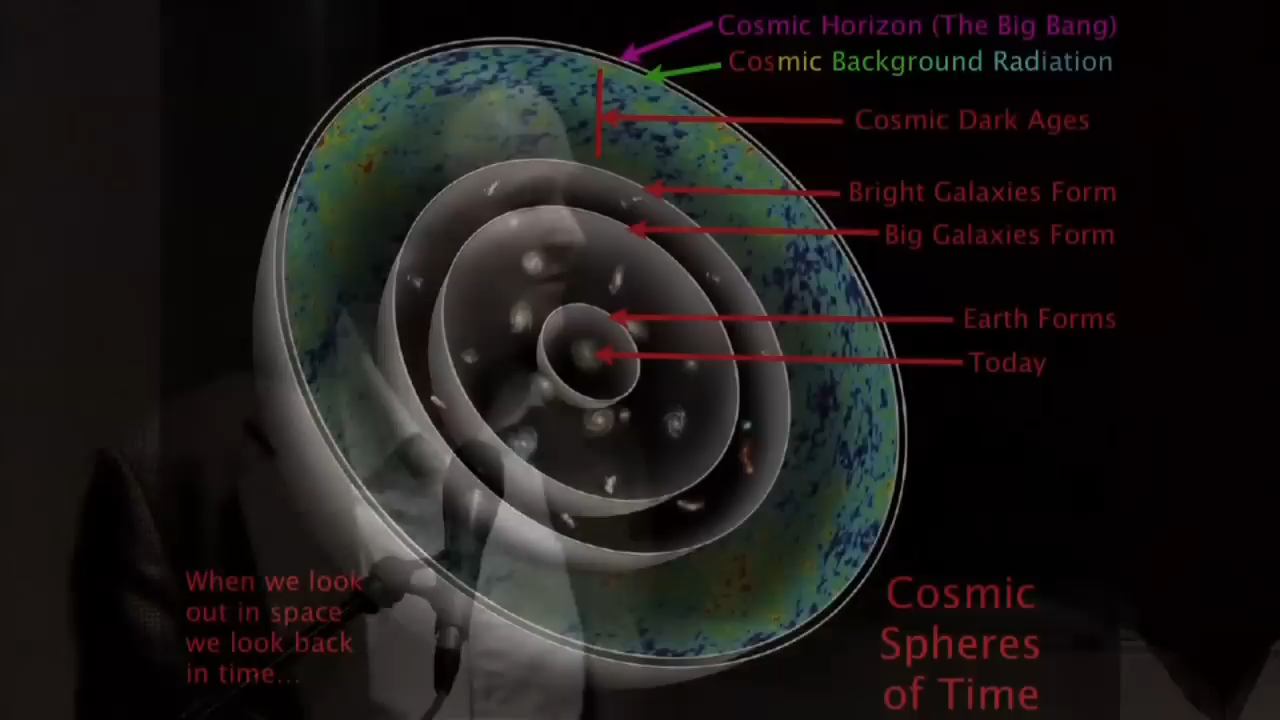 Cosmic Horizon (The Big Bang)
Cosmic Background Radiation
Cosmic Dark Ages
Bright Galaxies Form
Big Galaxies Form
Earth Forms
Today
When we look
out in space
we look back
in time...
Cosmic
Spheres
of Time